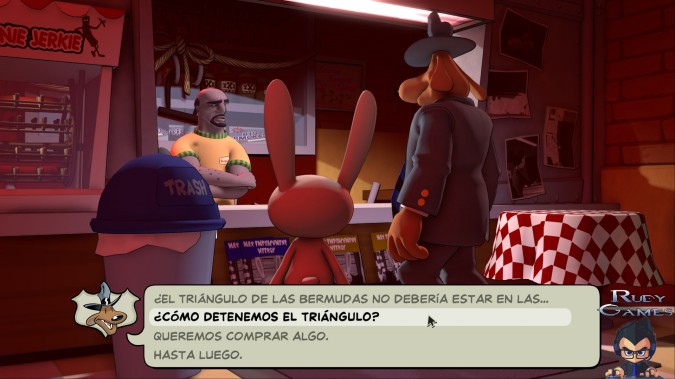 NIE JERKIE
TRASH
¿EL TRIÁNGULO DE LAS BERMUDAS NO DEBERÍA ESTAR EN LAS...
¿CÓMO DETENEMOS EL TRIÁNGULO?
QUEREMOS COMPRAR ALGO.
HASTA LUEGO.
RUBY
GAMES